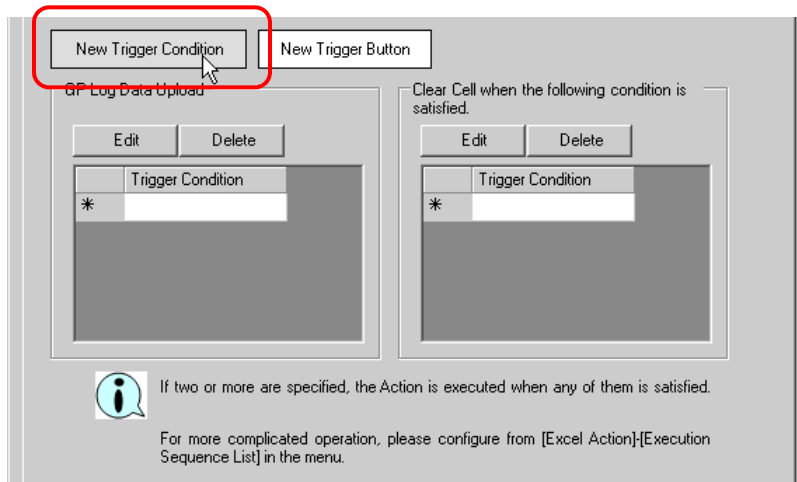 New Trigger Condition
New Trigger Button
GP Log Data Upload
Edit
Delete
Trigger Condition
*
Clear Cell when the following condition is
satisfied.
Edit
Delete
Trigger Condition
*
If two or more are specified, the Action is executed when any of them is satisfied.
For more complicated operation, please configure from [Excel Action]-[Execution
Sequence List] in the menu.